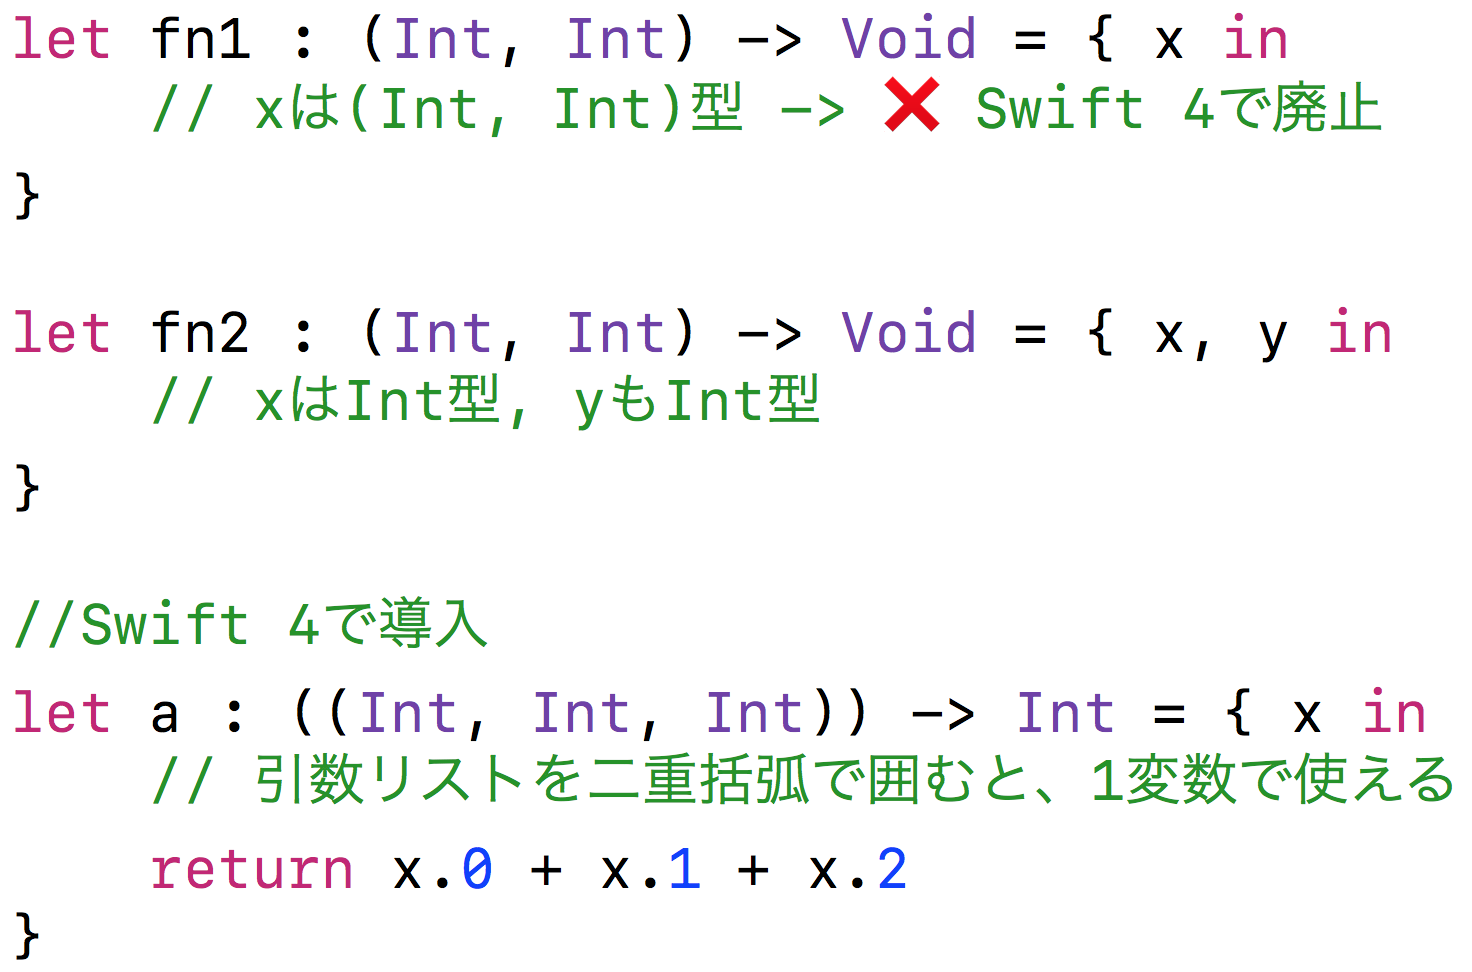 let fn1 : (Int, Int) -> Void = { x in
    // xは(Int, Int)型 -> ❌ Swift 4で廃止
}
let fn2 : (Int, Int) -> Void = { x, y in
    // xはInt型, yもInt型
}
//Swift 4で導入
let a : ((Int, Int, Int)) -> Int = { x in
    // 引数リストを二重括弧で囲むと、1変数で使える
    return x.0 + x.1 + x.2
}